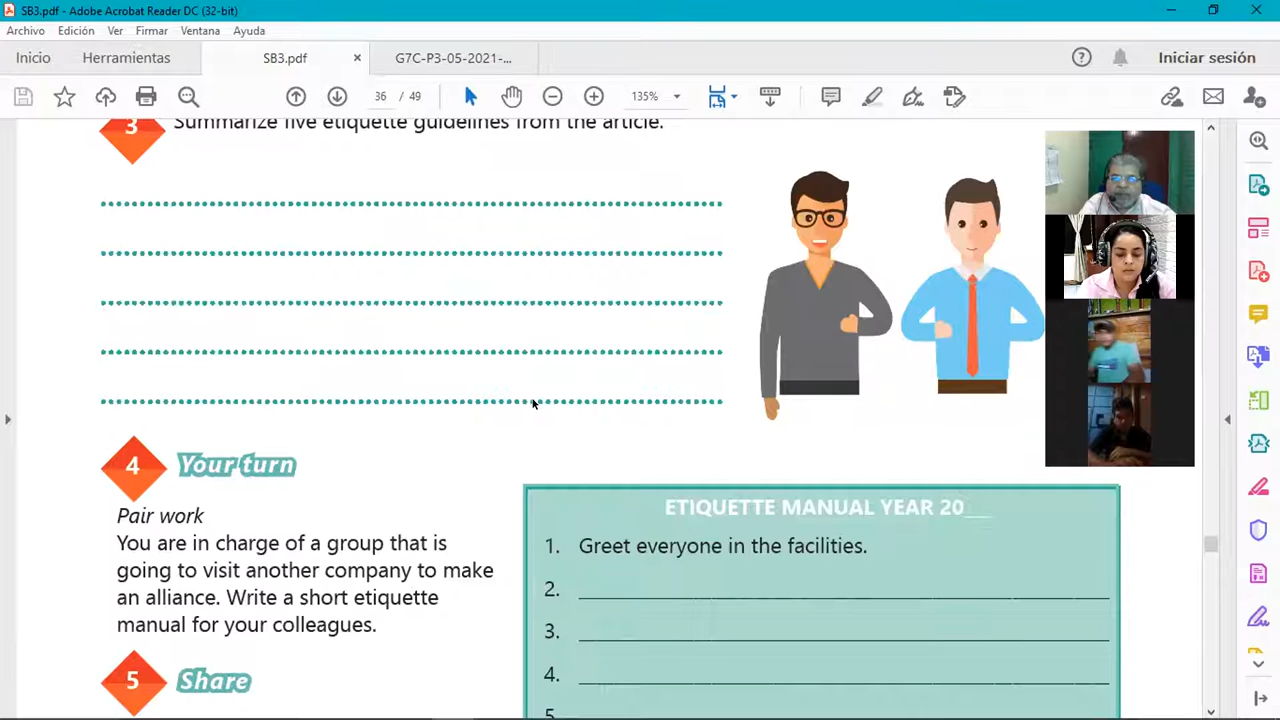 SB3.pdf - Adobe Acrobat Reader DC (32-bit)
Archivo Edición Ver Firmar Ventana Ayuda
Inicio Herramientas SB3.pdf × G7C-P3-05-2021-... Iniciar sesión
36 / 49 135%
3 Summarize five etiquette guidelines from the article.
4 Your turn
Pair work
You are in charge of a group that is
going to visit another company to make
an alliance. Write a short etiquette
manual for your colleagues.
5 Share
ETIQUETTE MANUAL YEAR 20__
1. Greet everyone in the facilities.
2.
3.
4.
5.